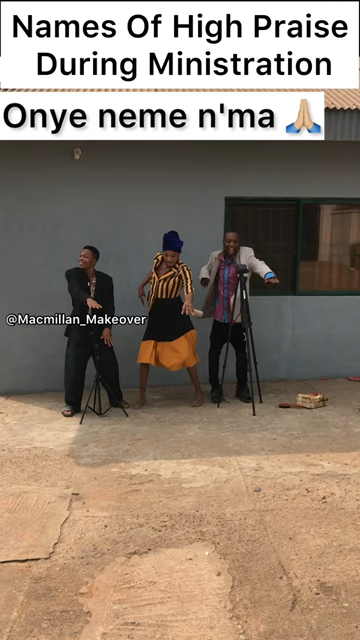 Names Of High Praise
During Ministration
Onye neme n'ma 🙏🏼
@Macmillan_Makeover